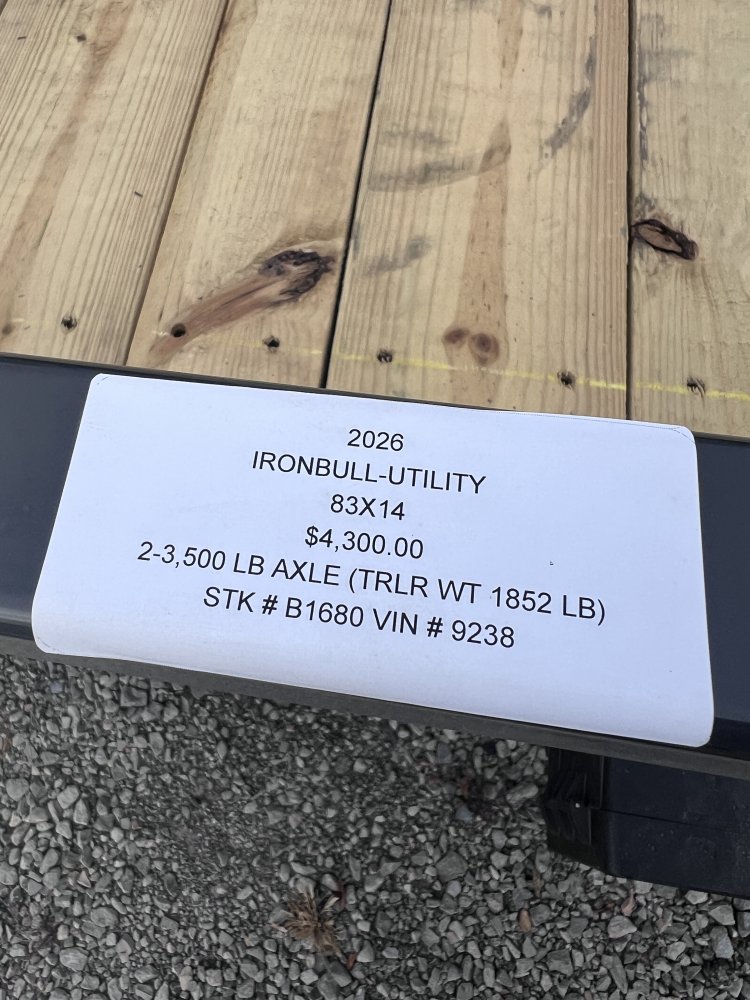 2026
IRONBULL-UTILITY
83X14
$4,300.00
2-3,500 LB AXLE (TRLR WT 1852 LB)
STK # B1680 VIN # 9238